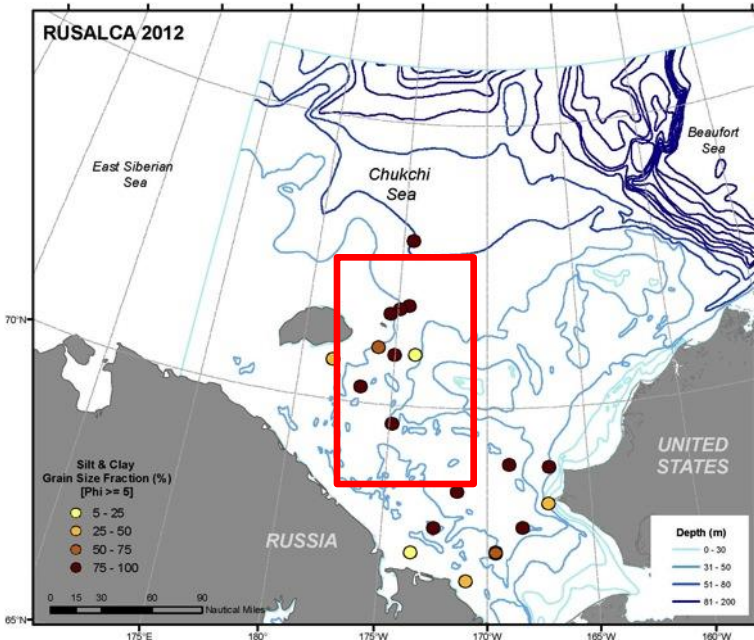 RUSALCA 2012
East Siberian
Sea
Chukchi
Sea
Beaufort
Sea
70°N
65°N
UNITED
STATES
RUSSIA
Silt & Clay
Grain Size Fraction (%)
[Phi >= 5]
5 - 25
25 - 50
50 - 75
75 - 100
0 15 30 60 90
Nautical Miles
Depth (m)
0 - 30
31 - 50
51 - 80
81 - 200
175°E
180°
175°W
170°W
165°W
160°W